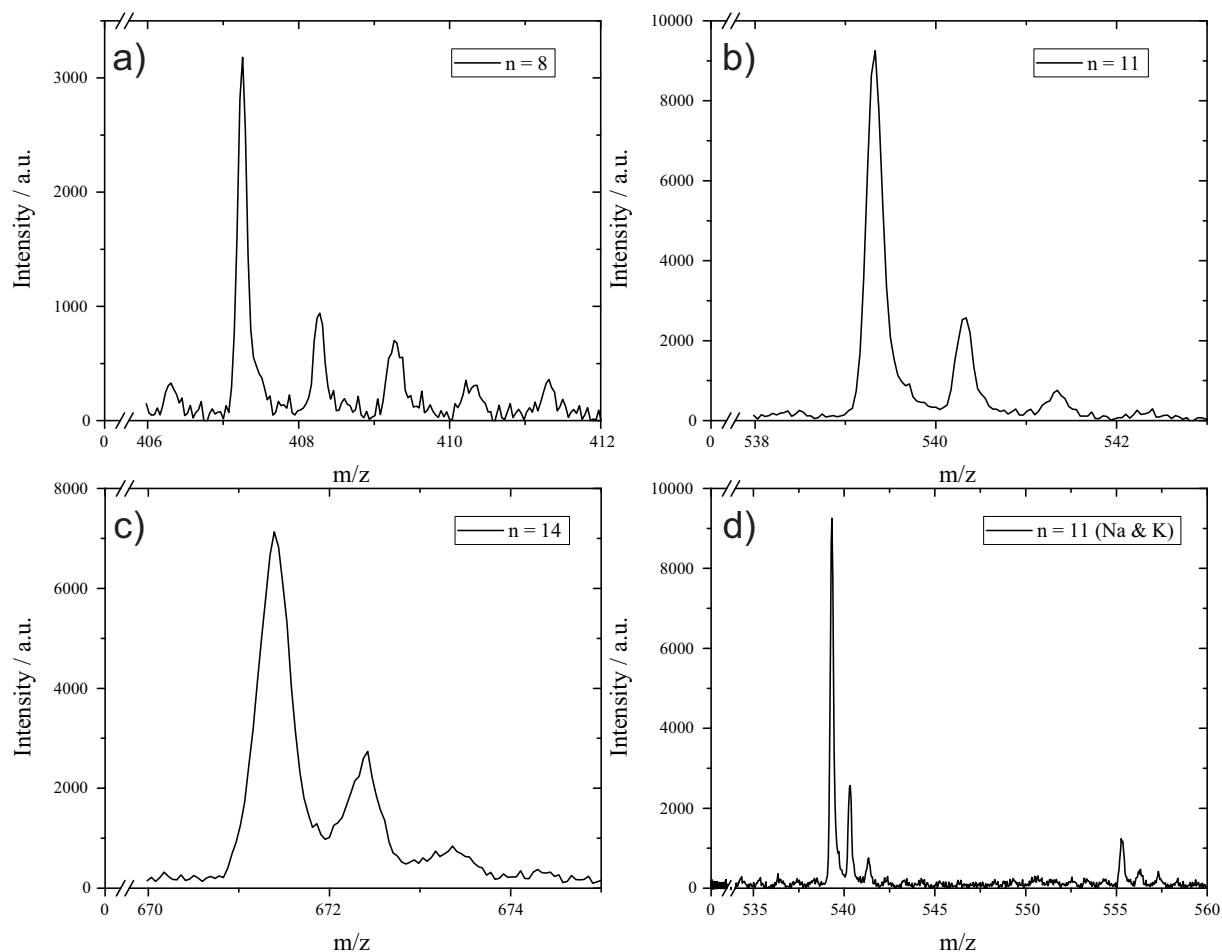 a)
n = 8
Intensity / a.u.
3000
2000
1000
0
0
406
408
410
412
m/z
b)
n = 11
Intensity / a.u.
10000
8000
6000
4000
2000
0
0
538
540
542
m/z
c)
n = 14
Intensity / a.u.
8000
6000
4000
2000
0
0
670
672
674
m/z
d)
n = 11 (Na & K)
Intensity / a.u.
10000
8000
6000
4000
2000
0
0
535
540
545
550
555
560
m/z